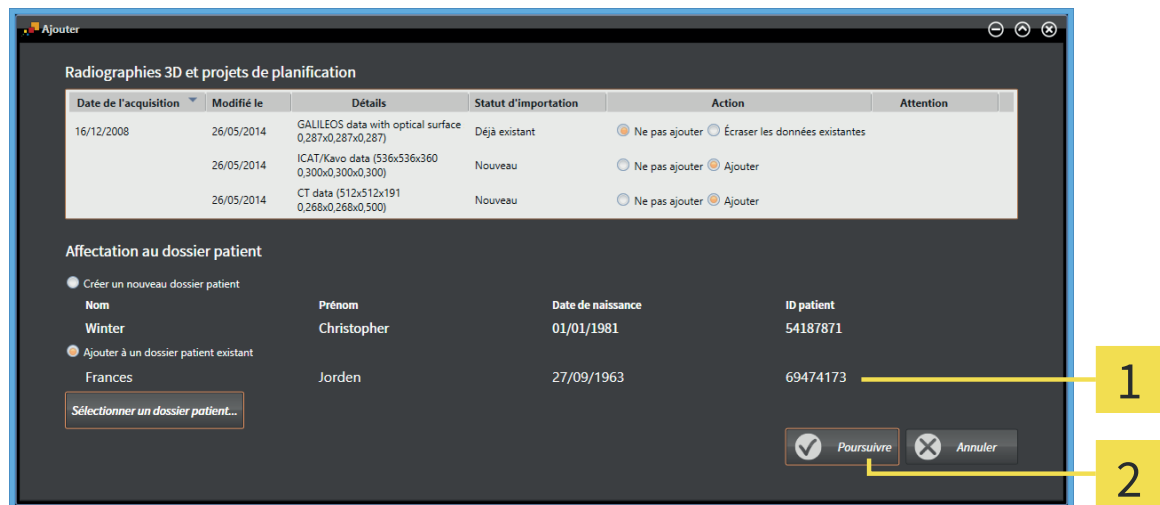 Ajouter
Radiographies 3D et projets de planification
Date de l'acquisition Modifié le Détails Statut d'importation Action Attention
16/12/2008 26/05/2014 GALILEOS data with optical surface 0,287x0,287x0,287) Déjà existant Ne pas ajouter Écraser les données existantes
26/05/2014 ICAT/Kavo data (536x536x360 0,300x0,300x0,300) Nouveau Ne pas ajouter Ajouter
26/05/2014 CT data (512x512x191 0,268x0,268x0,500) Nouveau Ne pas ajouter Ajouter
Affectation au dossier patient
Créer un nouveau dossier patient
Nom Prénom Date de naissance ID patient
Winter Christopher 01/01/1981 54187871
Ajouter à un dossier patient existant
Frances Jorden 27/09/1963 69474173
1
Sélectionner un dossier patient...
Poursuivre Annuler
2